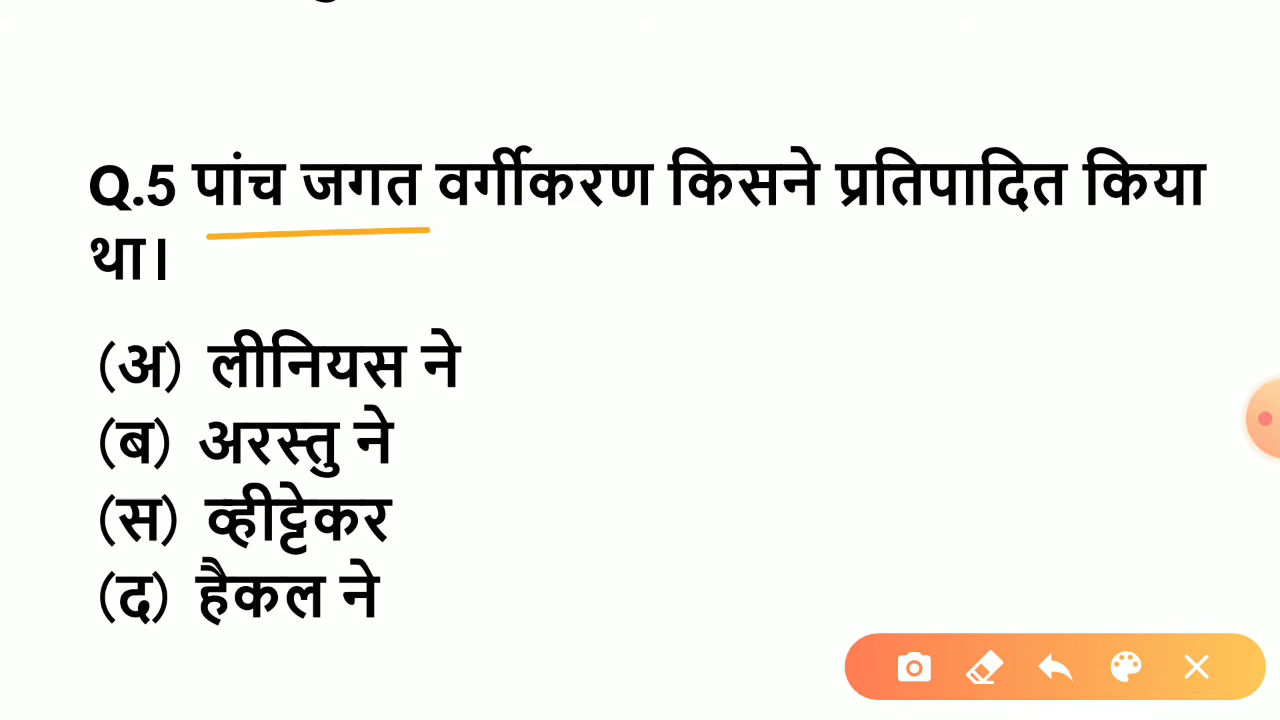 Q.5 पांच जगत वर्गीकरण किसने प्रतिपादित किया
था।
(अ) लीनियस ने
(ब) अरस्तु ने
(स) व्हीट्टेकर
(द) हैकल ने